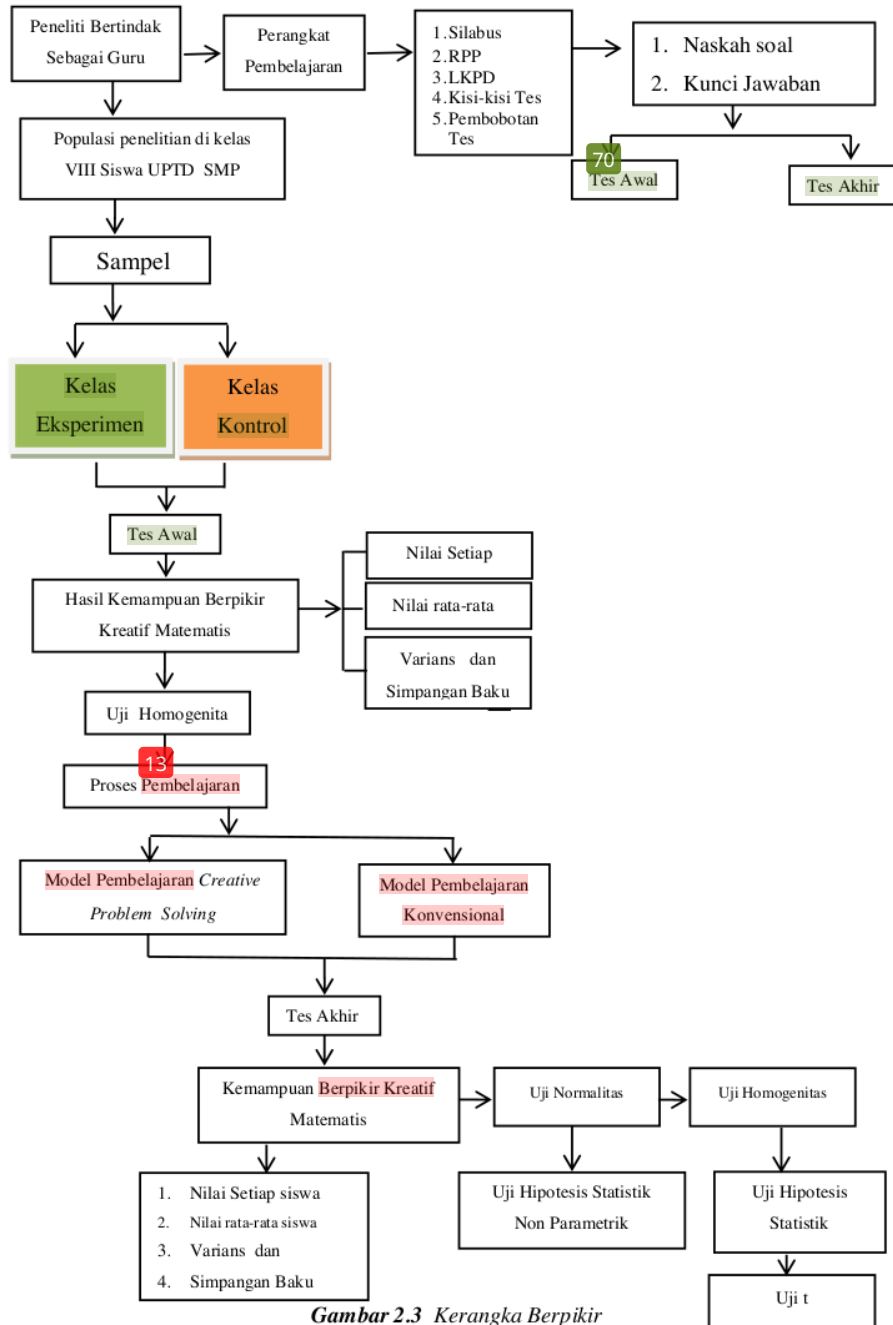 Peneliti Bertindak
Sebagai Guru
Perangkat
Pembelajaran
1.Silabus
2.RPP
3.LKPD
4.Kisi-kisi Tes
5.Pembobotan
Tes
1. Naskah soal
2. Kunci Jawaban
70
Tes Awal
Tes Akhir
Populasi penelitian di kelas
VIII Siswa UPTD SMP
Sampel
Kelas
Eksperimen
Kelas
Kontrol
Tes Awal
Hasil Kemampuan Berpikir
Kreatif Matematis
Nilai Setiap
Nilai rata-rata
Varians dan
Simpangan Baku
Uji Homogenita
13
Proses Pembelajaran
Model Pembelajaran Creative
Problem Solving
Model Pembelajaran
Konvensional
Tes Akhir
Kemampuan Berpikir Kreatif
Matematis
Uji Normalitas
Uji Homogenitas
1. Nilai Setiap siswa
2. Nilai rata-rata siswa
3. Varians dan
4. Simpangan Baku
Uji Hipotesis Statistik
Non Parametrik
Uji Hipotesis
Statistik
Uji t
Gambar 2.3 Kerangka Berpikir